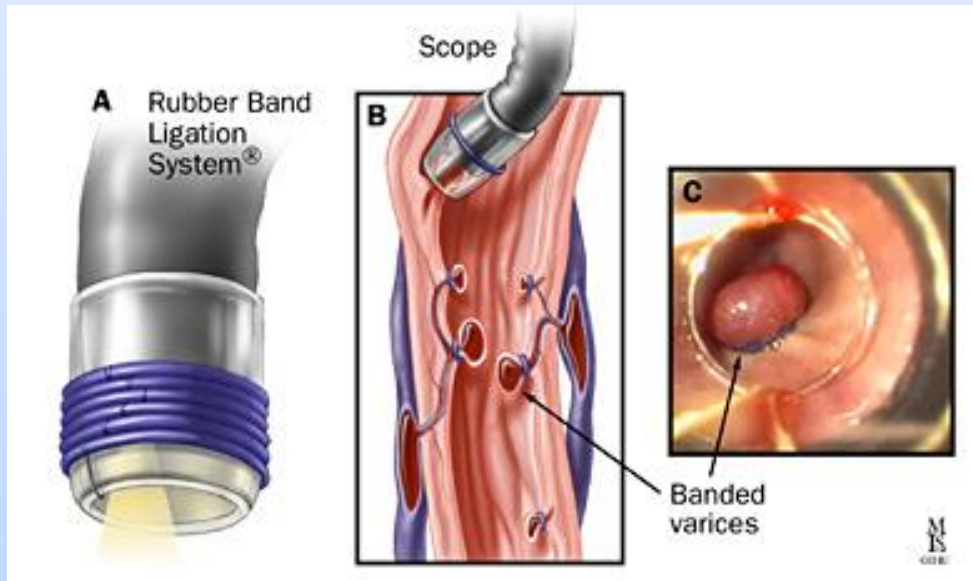 Scope
A
Rubber Band
Ligation
System®
B
C
Banded
varices